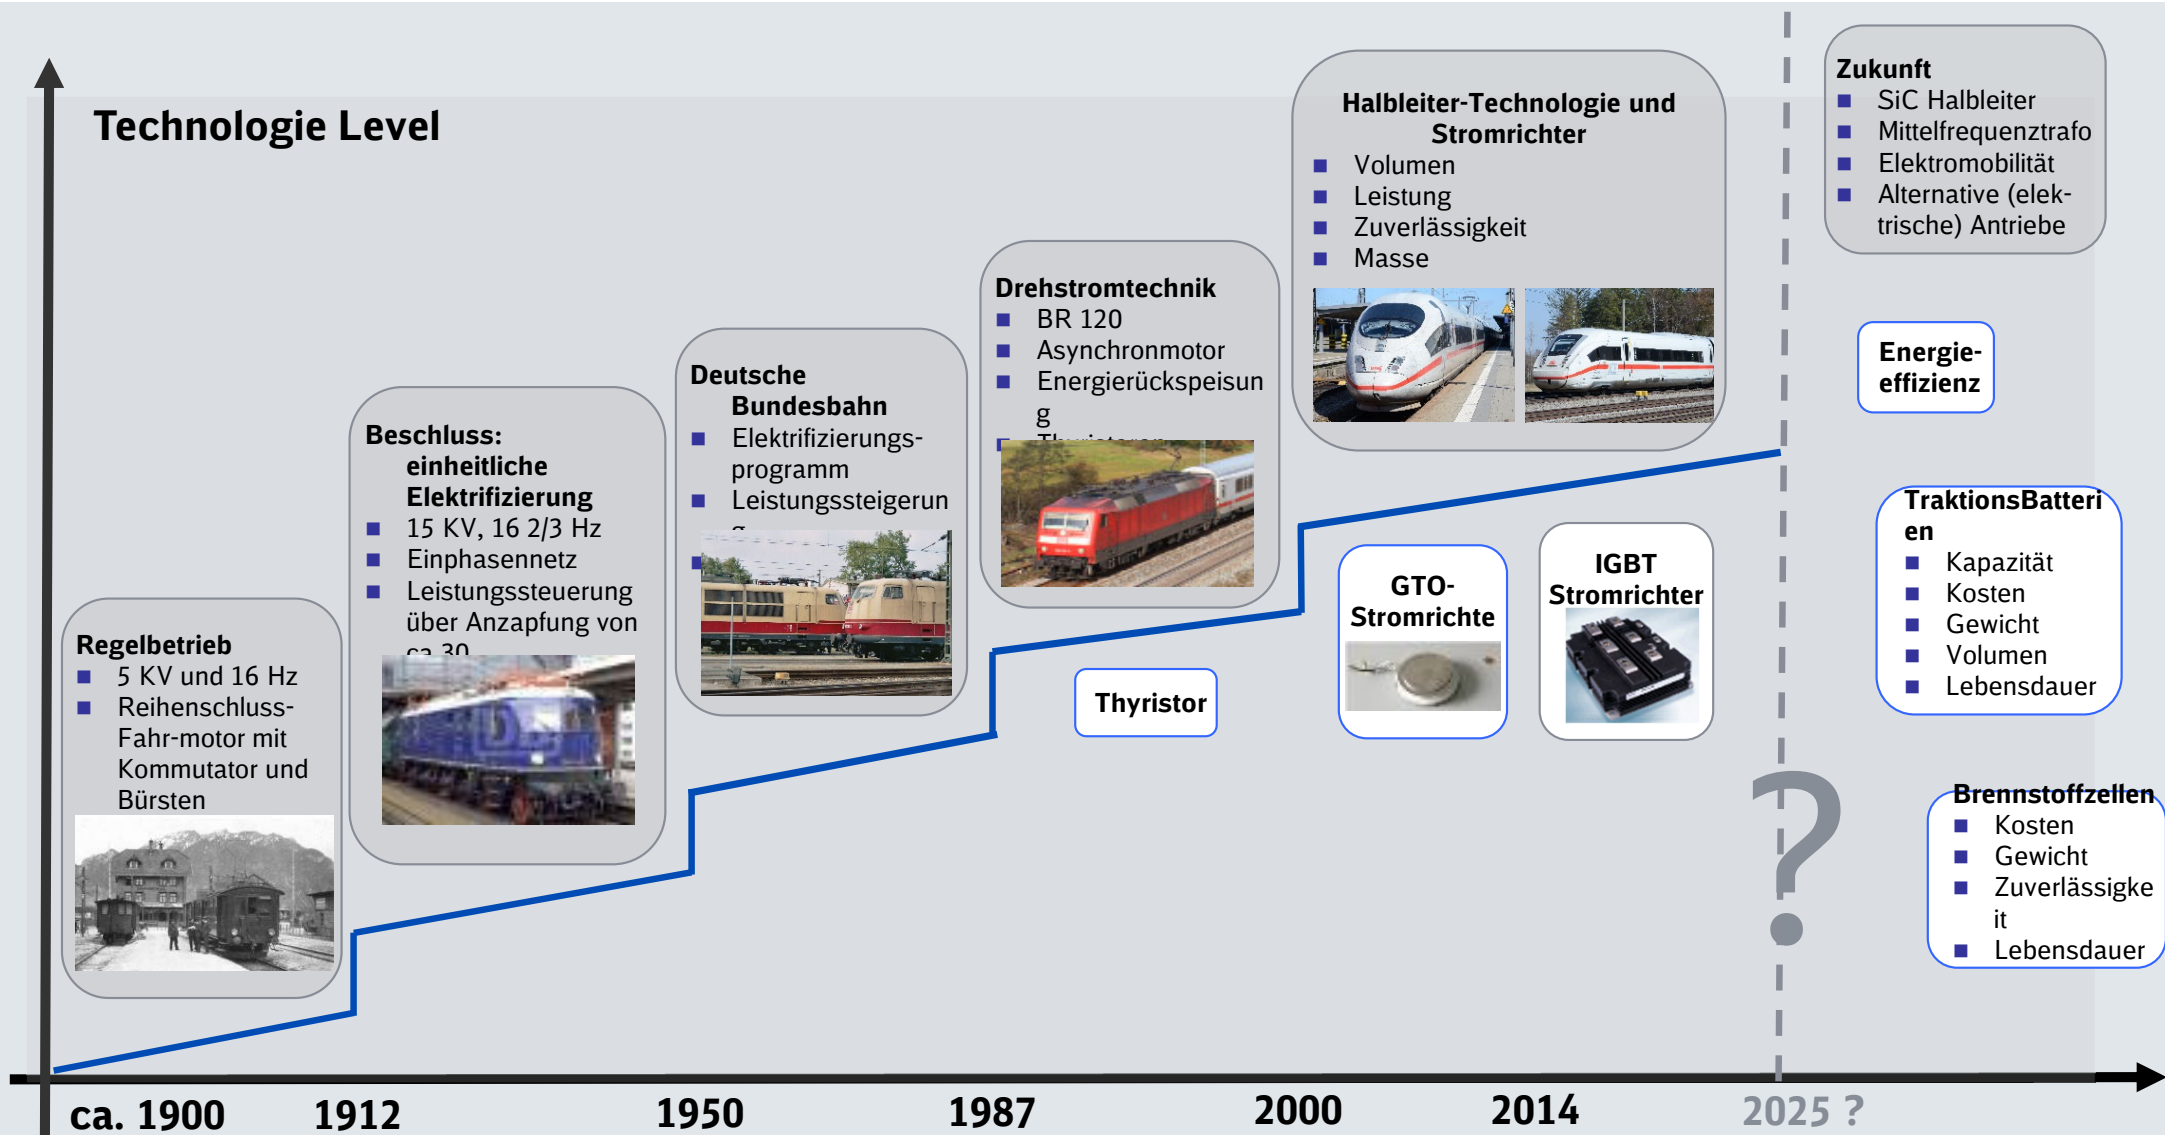 Technologie Level
Regelbetrieb
5 KV und 16 Hz
Reihenschluss-
Fahr-motor mit
Kommutator und
Bürsten
Beschluss:
einheitliche
Elektrifizierung
15 KV, 16 2/3 Hz
Einphasennetz
Leistungssteuerung
über Anzapfung von
ca 30
Deutsche
Bundesbahn
Elektrifizierungs-
programm
Leistungssteigerun
g
Drehstromtechnik
BR 120
Asynchronmotor
Energierückspeisun
g
Thyristoren
Halbleiter-Technologie und
Stromrichter
Volumen
Leistung
Zuverlässigkeit
Masse
Zukunft
SiC Halbleiter
Mittelfrequenztrafo
Elektromobilität
Alternative (elek-
trische) Antriebe
Energie-
effizienz
Thyristor
GTO-
Stromrichte
IGBT
Stromrichter
TraktionsBatteri
en
Kapazität
Kosten
Gewicht
Volumen
Lebensdauer
?
Brennstoffzellen
Kosten
Gewicht
Zuverlässigke
it
Lebensdauer
ca. 1900
1912
1950
1987
2000
2014
2025 ?